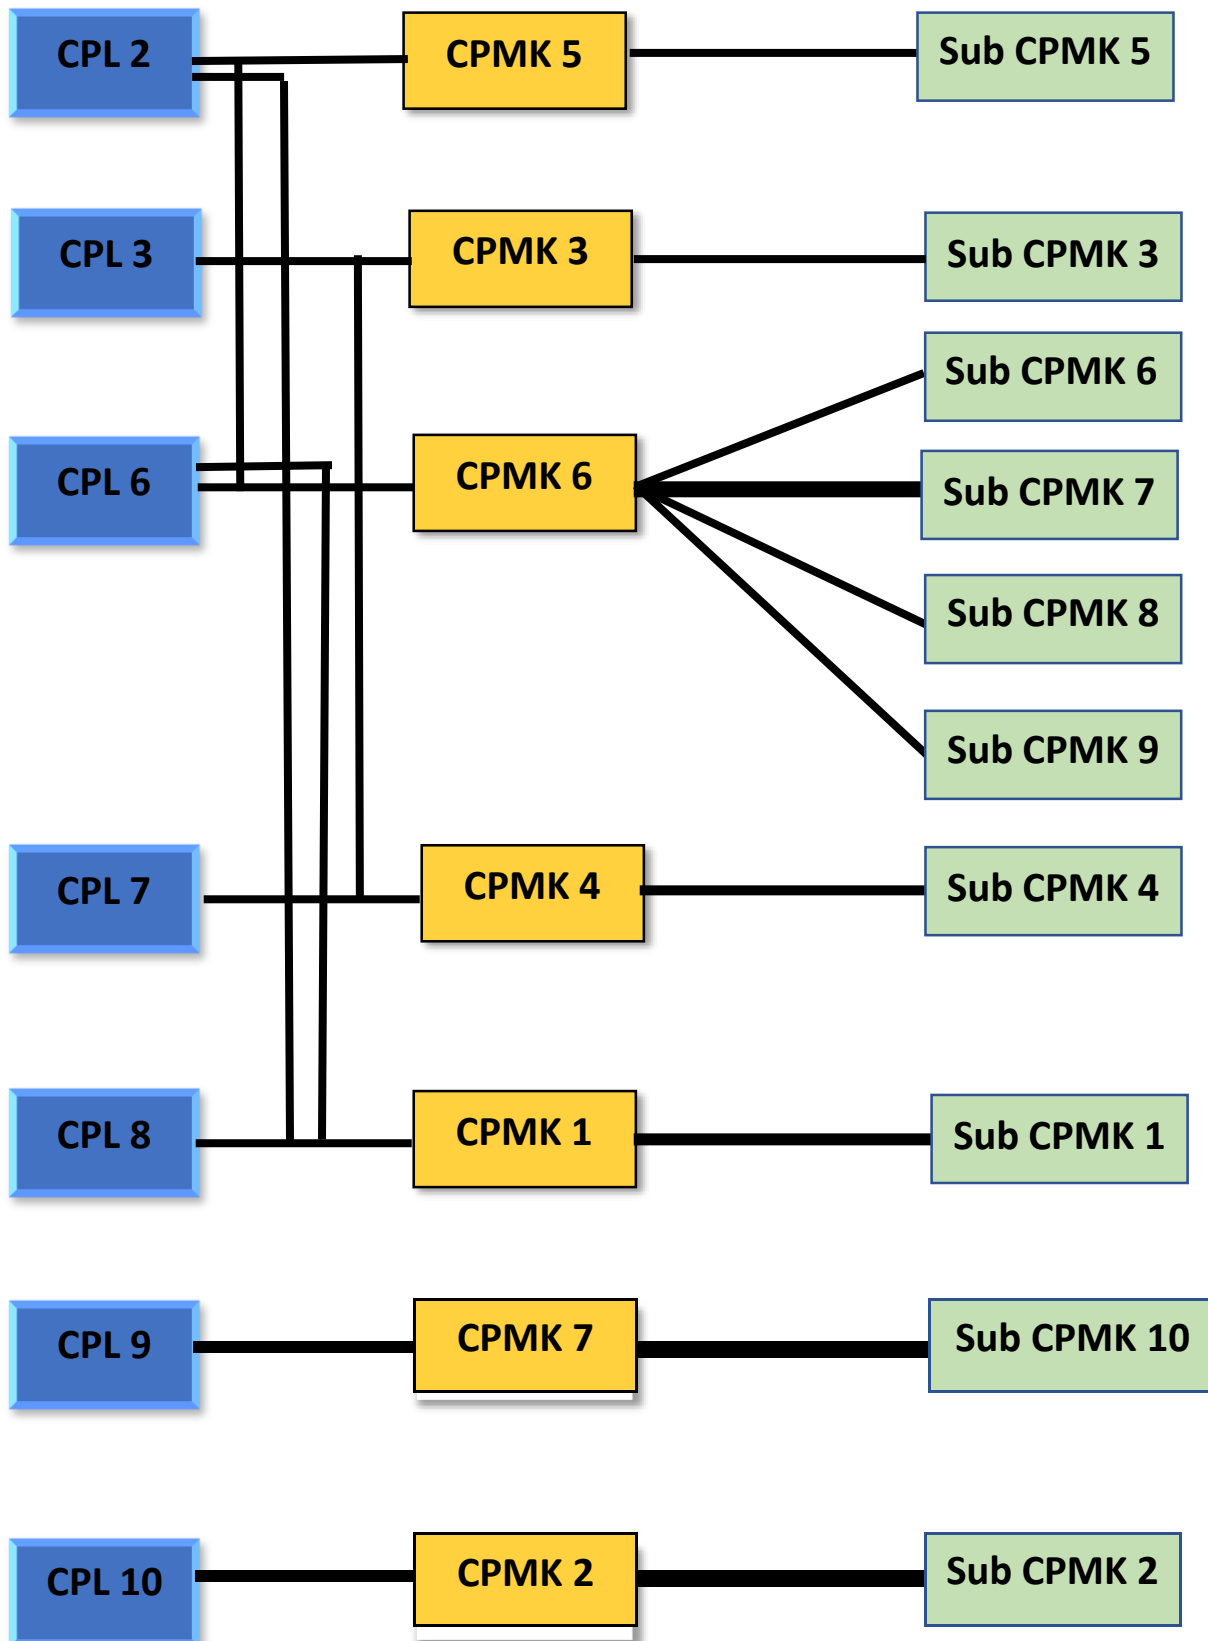 CPL 2
CPMK 5
Sub CPMK 5
CPL 3
CPMK 3
Sub CPMK 3
Sub CPMK 6
CPL 6
CPMK 6
Sub CPMK 7
Sub CPMK 8
Sub CPMK 9
CPL 7
CPMK 4
Sub CPMK 4
CPL 8
CPMK 1
Sub CPMK 1
CPL 9
CPMK 7
Sub CPMK 10
CPL 10
CPMK 2
Sub CPMK 2